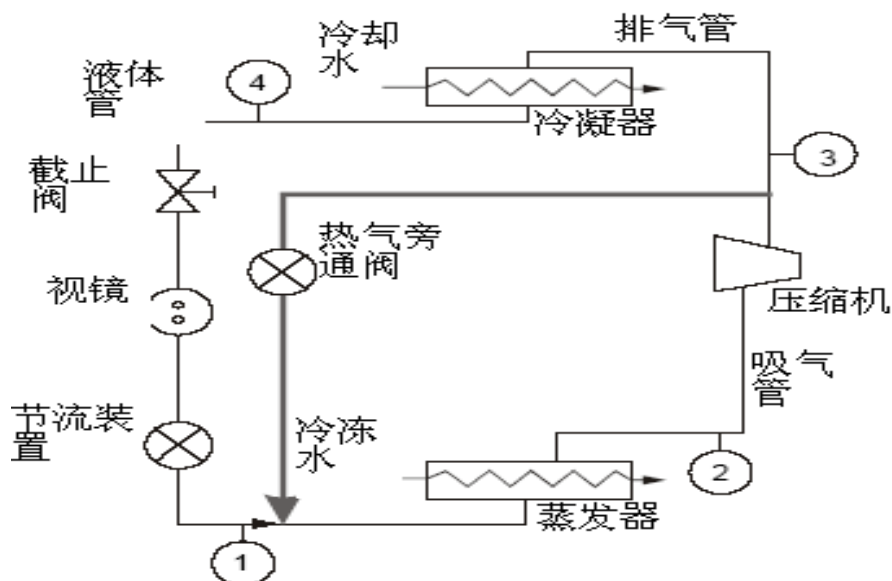 冷却
水
排气管
液体
管
4
冷凝器
3
截止
阀
热气旁
通阀
视镜
压缩机
吸气
管
节流装
置
冷冻
水
2
蒸发器
1